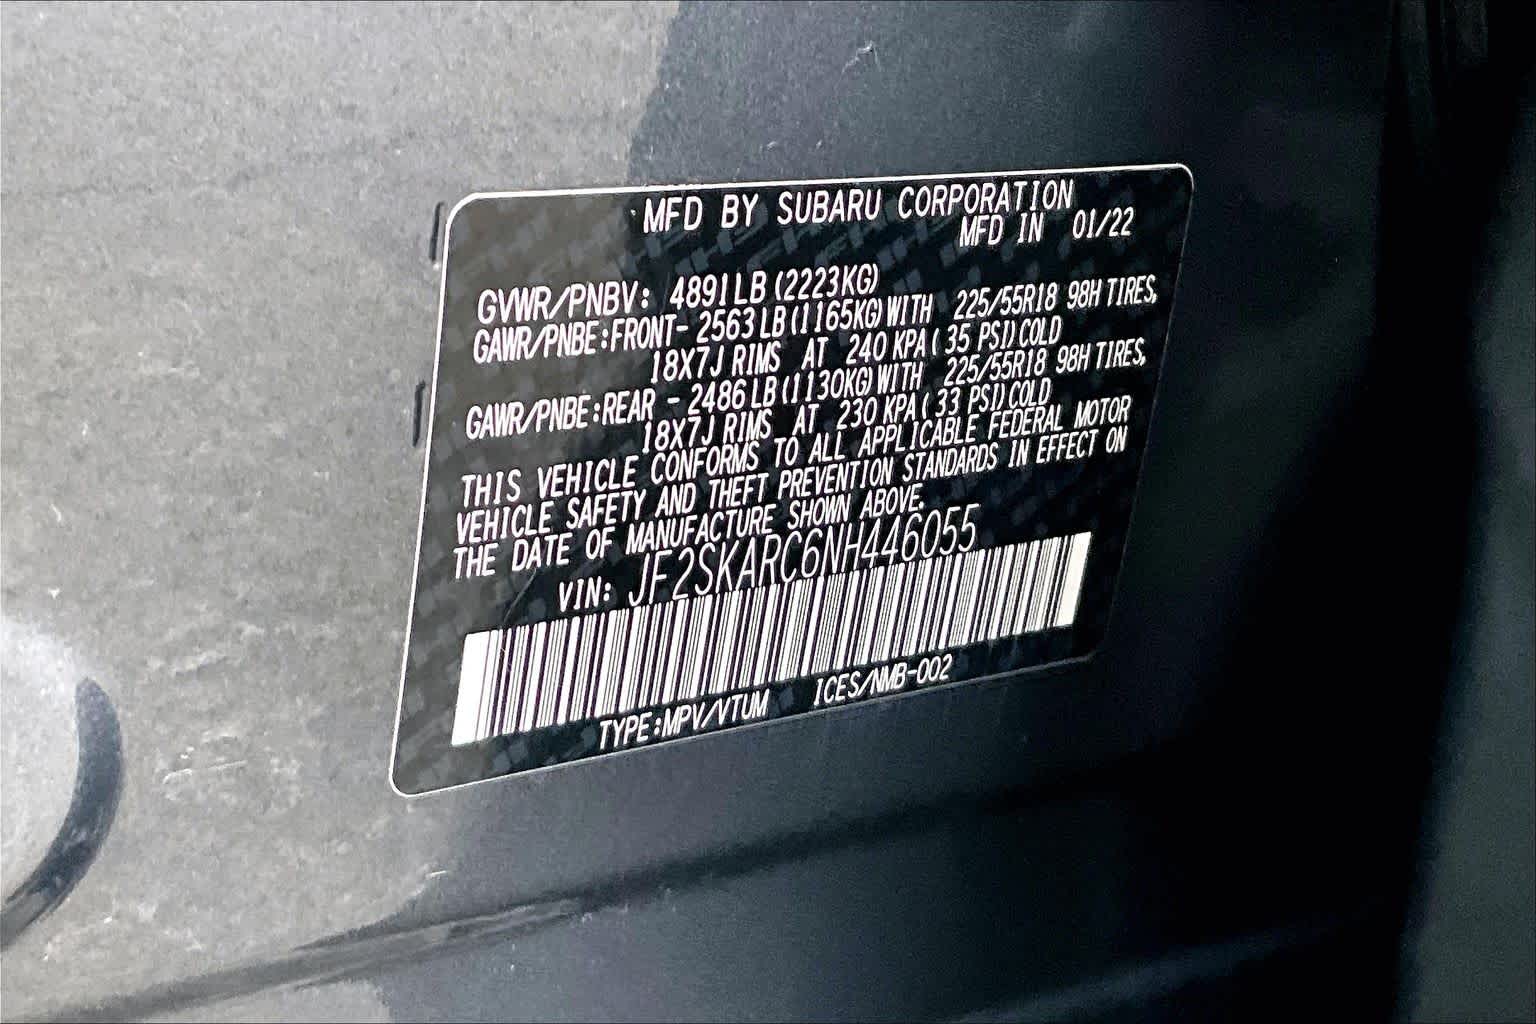 MFD BY SUBARU CORPORATION
MFD IN 01/22
GVWR/PNBV: 4891LB (2223KG)
GAWR/PNBE:FRONT- 2563LB(1165KG)WITH 225/55R18 98H TIRES,
18X7J RIMS AT 240 KPA( 35 PSI)COLD
GAWR/PNBE:REAR - 2486LB(1130KG)WITH 225/55R18 98H TIRES,
18X7J RIMS AT 230 KPA( 33 PSI)COLD
THIS VEHICLE CONFORMS TO ALL APPLICABLE FEDERAL MOTOR
VEHICLE SAFETY AND THEFT PREVENTION STANDARDS IN EFFECT ON
THE DATE OF MANUFACTURE SHOWN ABOVE.
VIN: JF2SKARC6NH446055
TYPE:MPV/VTUM ICES/NMB-002